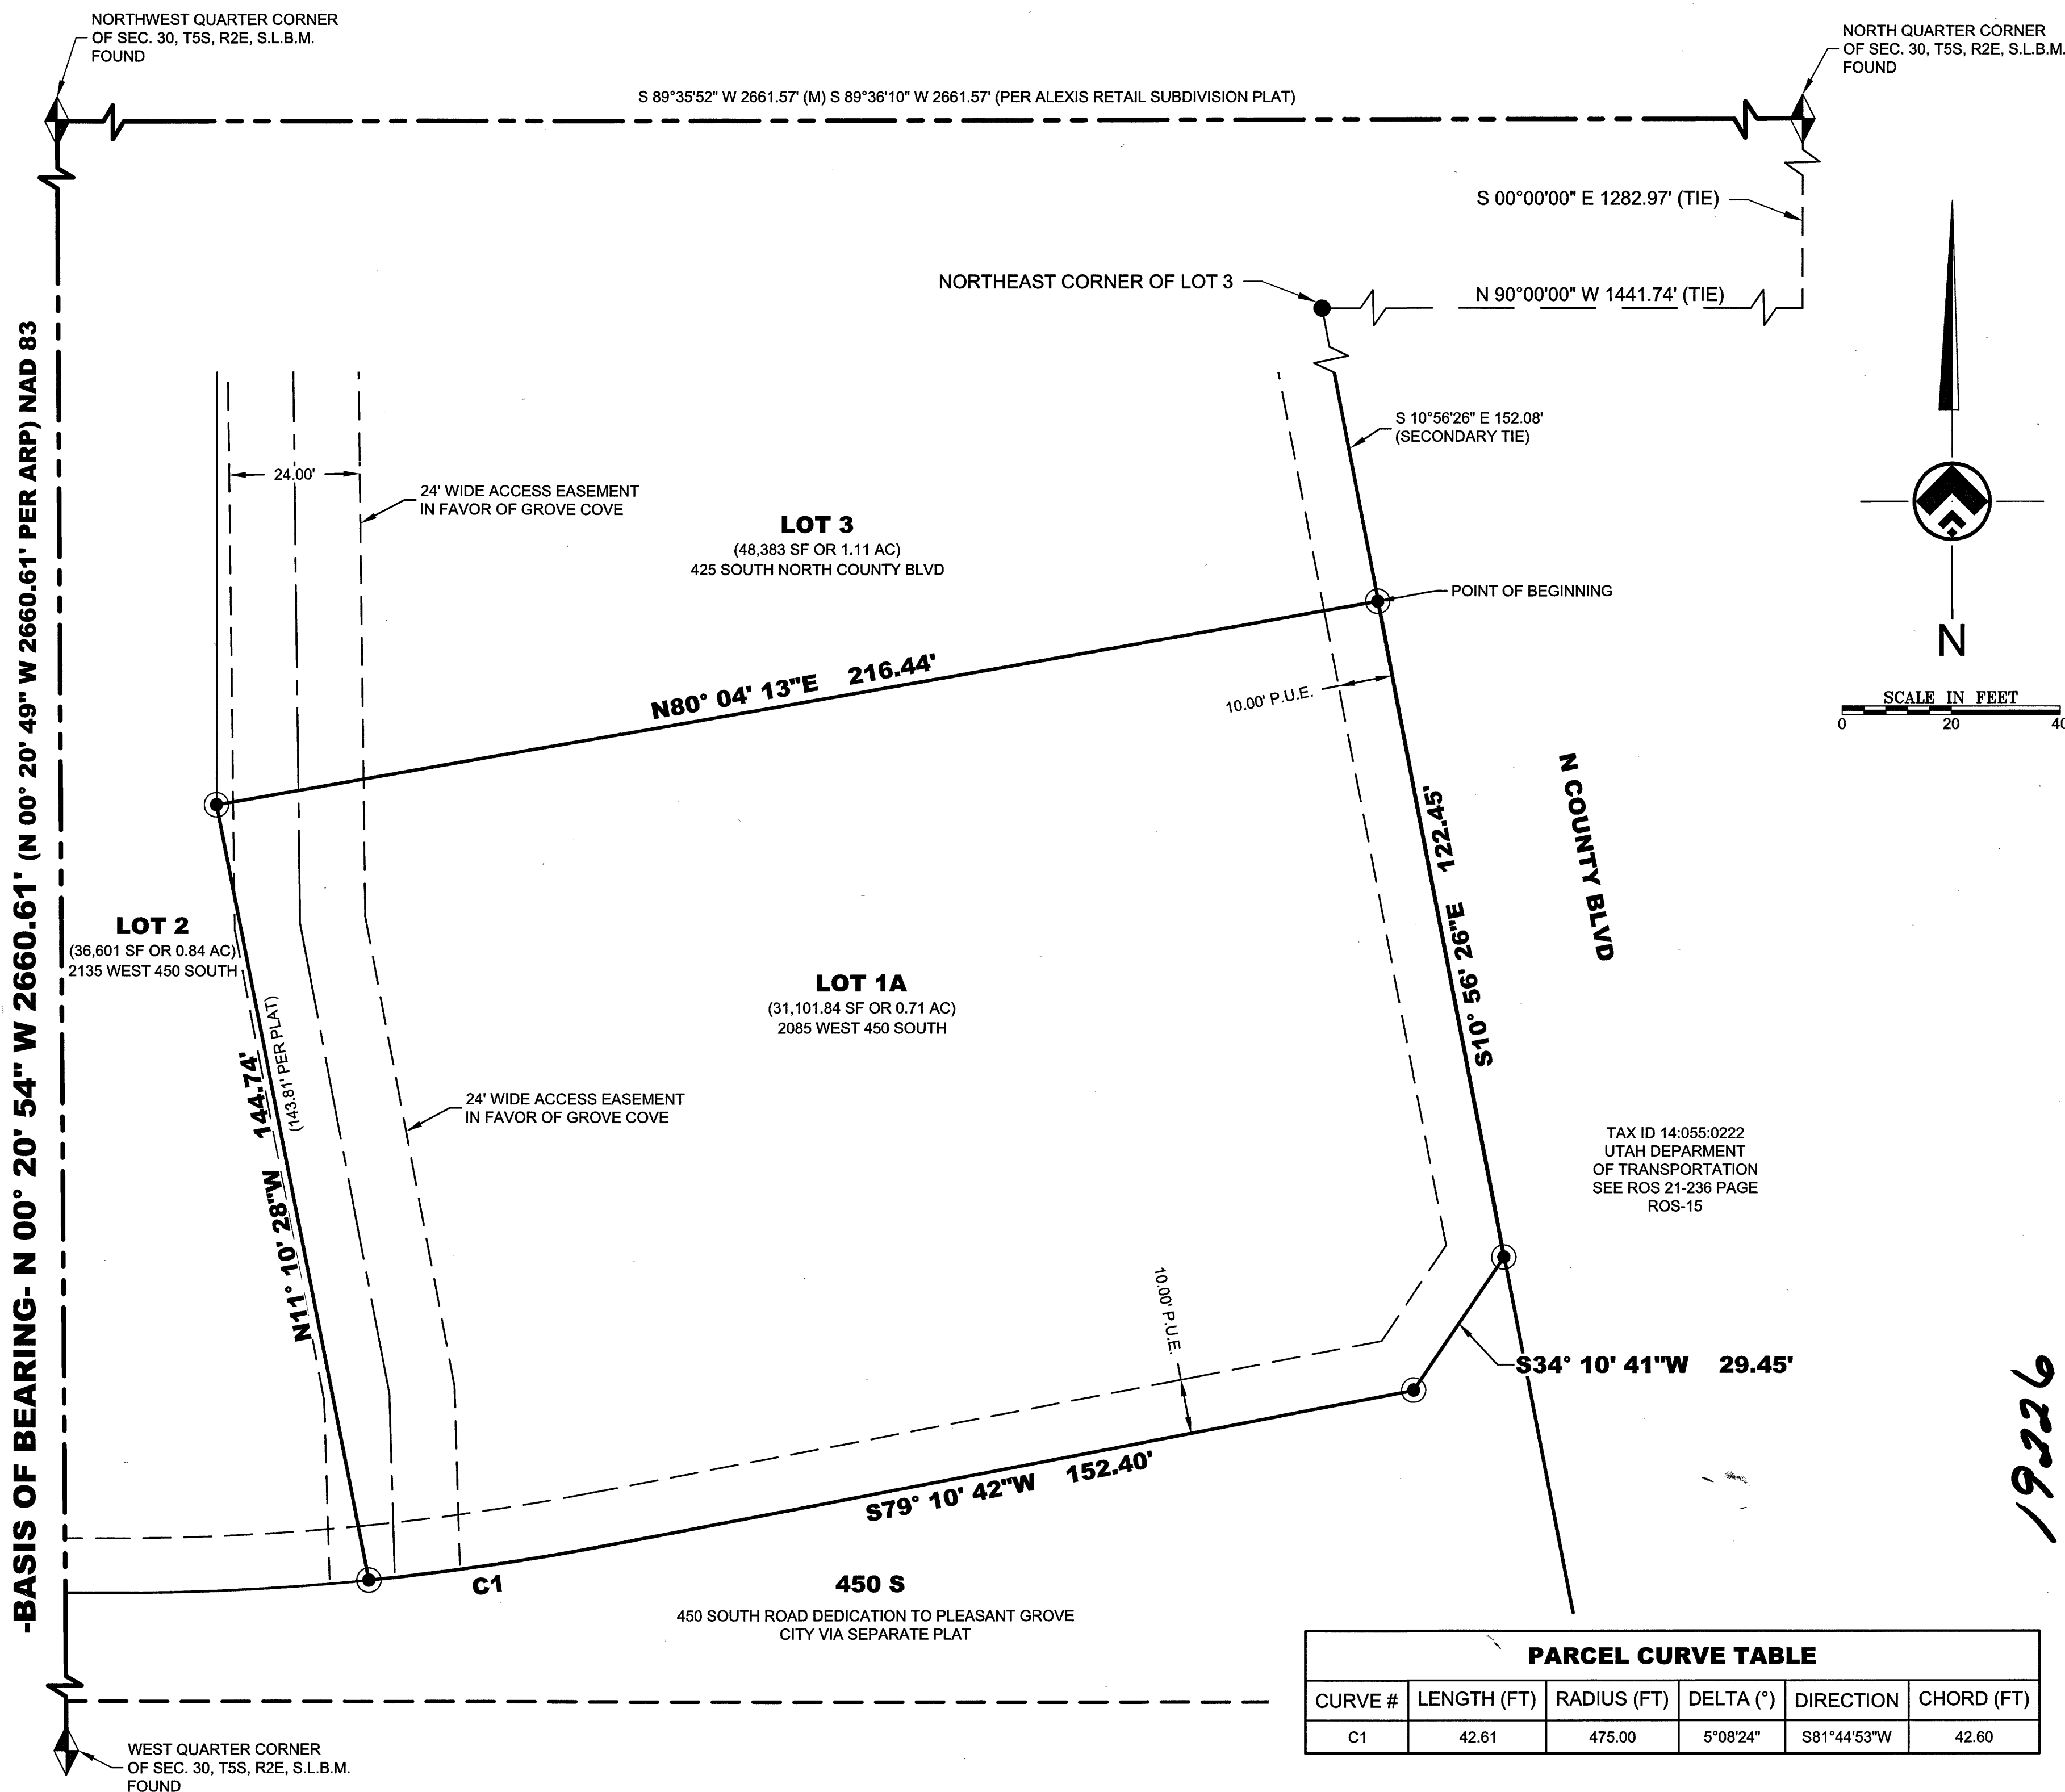 NORTHWEST QUARTER CORNER
OF SEC. 30, T5S, R2E, S.L.B.M.
FOUND
NORTH QUARTER CORNER
OF SEC. 30, T5S, R2E, S.L.B.M.
FOUND
S 89°35'52" W 2661.57' (M) S 89°36'10" W 2661.57' (PER ALEXIS RETAIL SUBDIVISION PLAT)
S 00°00'00" E 1282.97' (TIE)
NORTHEAST CORNER OF LOT 3
N 90°00'00" W 1441.74' (TIE)
S 10°56'26" E 152.08'
(SECONDARY TIE)
24.00'
24' WIDE ACCESS EASEMENT
IN FAVOR OF GROVE COVE
LOT 3
(48,383 SF OR 1.11 AC)
425 SOUTH NORTH COUNTY BLVD
POINT OF BEGINNING
N
SCALE IN FEET
0 20 40
N80° 04' 13"E 216.44'
10.00' P.U.E.
N COUNTY BLVD
S10° 56' 26"E 122.45'
-BASIS OF BEARING- N 00° 20' 54" W 2660.61' (N 00° 20' 49" W 2660.61' PER ARP) NAD 83
LOT 2
(36,601 SF OR 0.84 AC)
2135 WEST 450 SOUTH
LOT 1A
(31,101.84 SF OR 0.71 AC)
2085 WEST 450 SOUTH
N11° 10' 28"W 144.74'
(143.81' PER PLAT)
24' WIDE ACCESS EASEMENT
IN FAVOR OF GROVE COVE
TAX ID 14:055:0222
UTAH DEPARMENT
OF TRANSPORTATION
SEE ROS 21-236 PAGE
ROS-15
10.00' P.U.E.
S34° 10' 41"W 29.45'
19226
S79° 10' 42"W 152.40'
C1
450 S
450 SOUTH ROAD DEDICATION TO PLEASANT GROVE
CITY VIA SEPARATE PLAT
PARCEL CURVE TABLE
CURVE # LENGTH (FT) RADIUS (FT) DELTA (°) DIRECTION CHORD (FT)
C1 42.61 475.00 5°08'24" S81°44'53"W 42.60
WEST QUARTER CORNER
OF SEC. 30, T5S, R2E, S.L.B.M.
FOUND